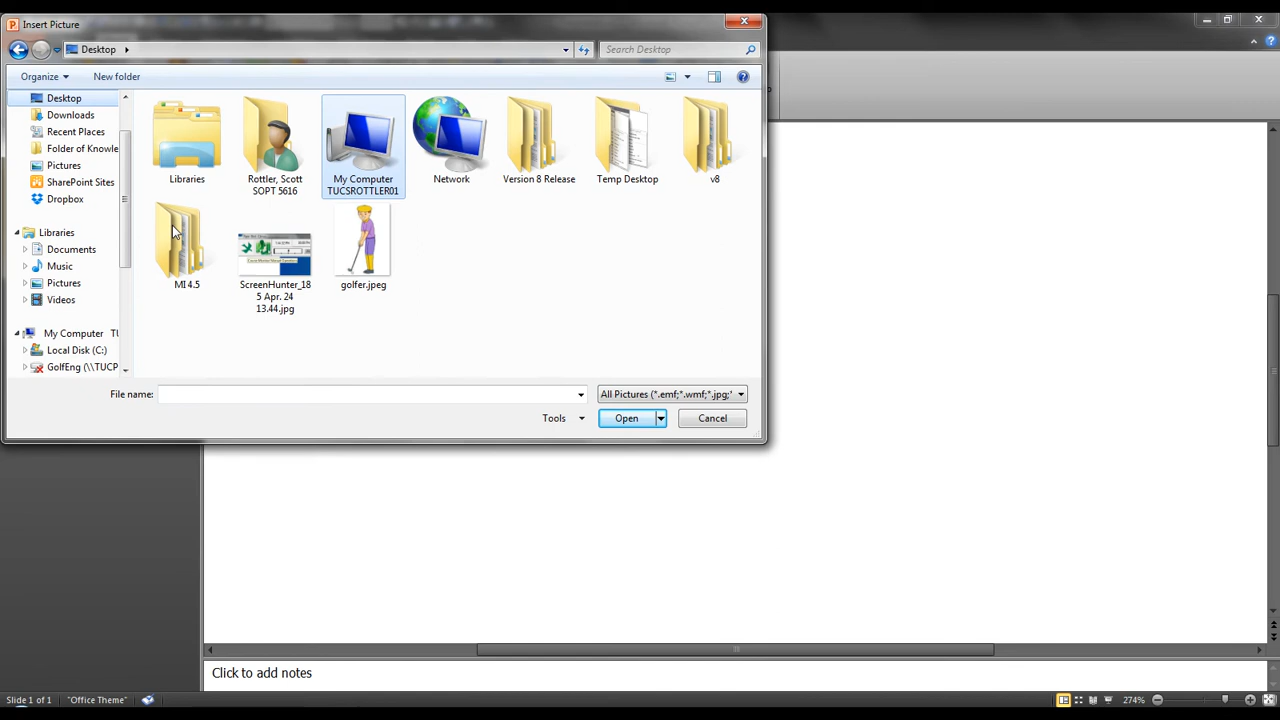 Insert Picture
Desktop
Search Desktop
Organize
New folder
Desktop
Downloads
Recent Places
Folder of Knowle
Pictures
SharePoint Sites
Dropbox
Libraries
Documents
Music
Pictures
Videos
My Computer TU
Local Disk (C:)
GolfEng (\\TUCP
Libraries
Rottler, Scott
SOPT 5616
My Computer
TUCSROTTLER01
Network
Version 8 Release
Temp Desktop
v8
MI 4.5
ScreenHunter_18
5 Apr. 24
13.44.jpg
golfer.jpeg
File name:
All Pictures (*.emf;*.wmf;*.jpg;*
Tools
Open
Cancel
Click to add notes
Slide 1 of 1
"Office Theme"
274%